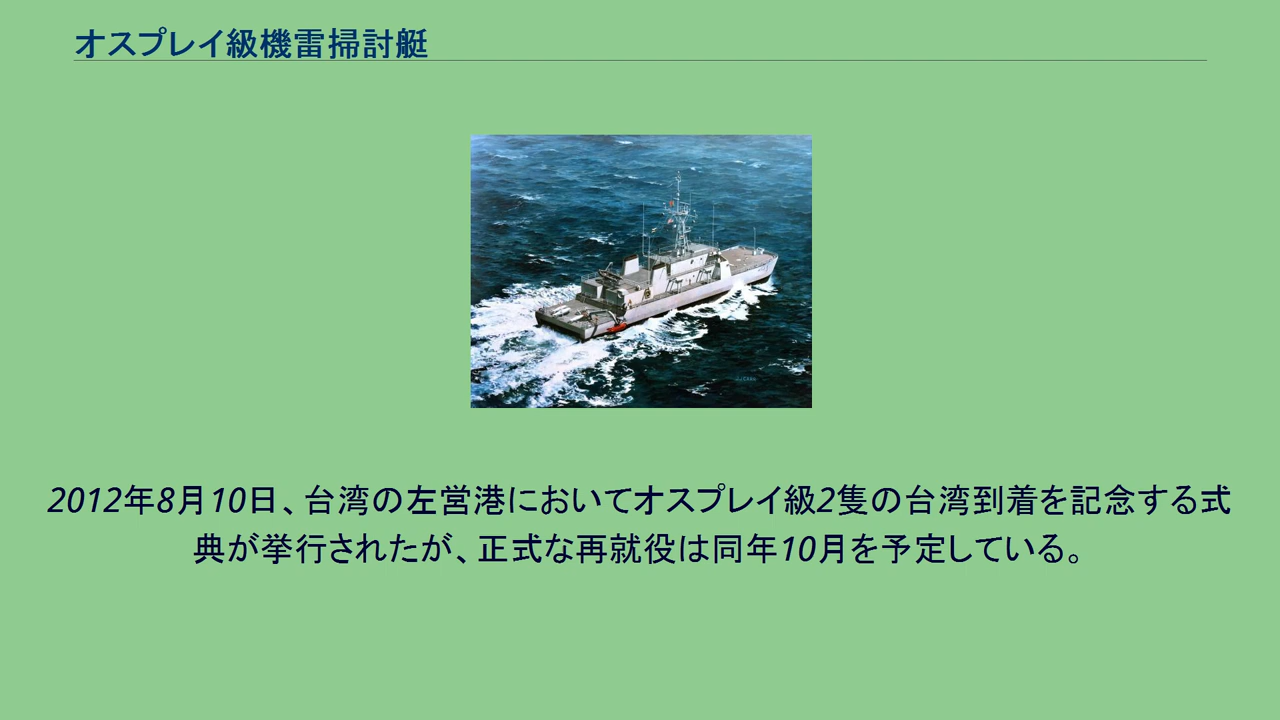 オスプレイ級機雷掃討艇
2012年8月10日、台湾の左営港においてオスプレイ級2隻の台湾到着を記念する式
典が挙行されたが、正式な再就役は同年10月を予定している。